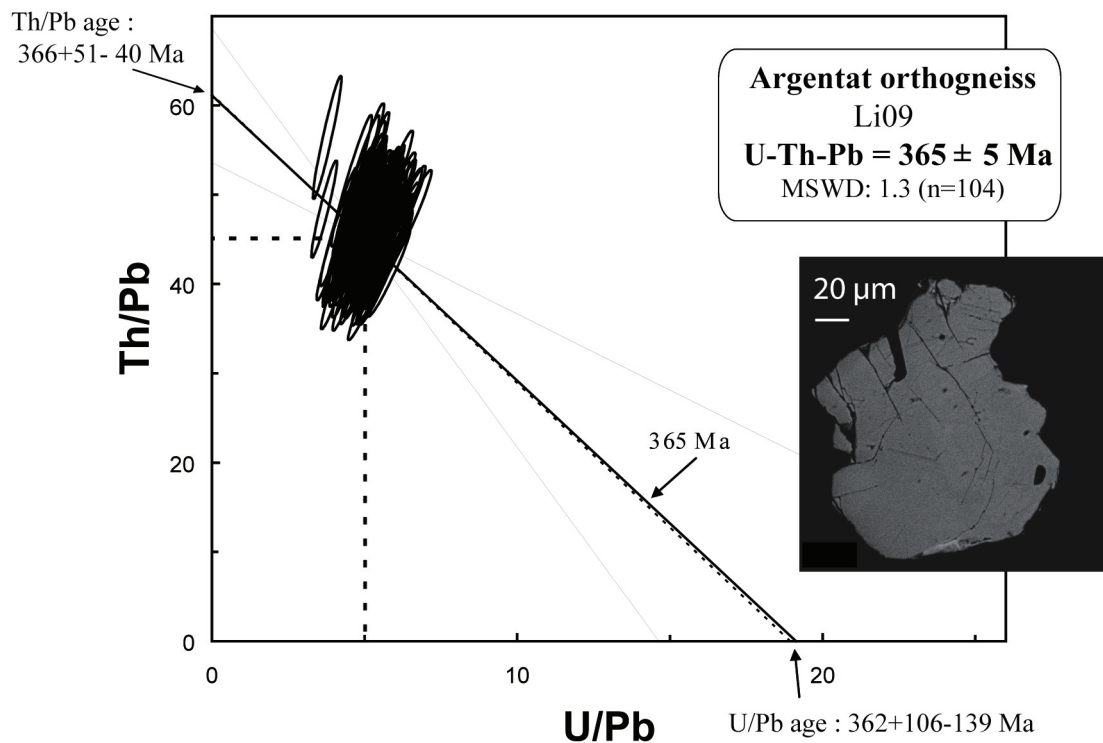 Th/Pb age :
366+51- 40 Ma
Argentat orthogneiss
Li09
U-Th-Pb = 365 ± 5 Ma
MSWD: 1.3 (n=104)
60
40
20
0
Th/Pb
20 µm
365 Ma
0
10
20
U/Pb
U/Pb age : 362+106-139 Ma